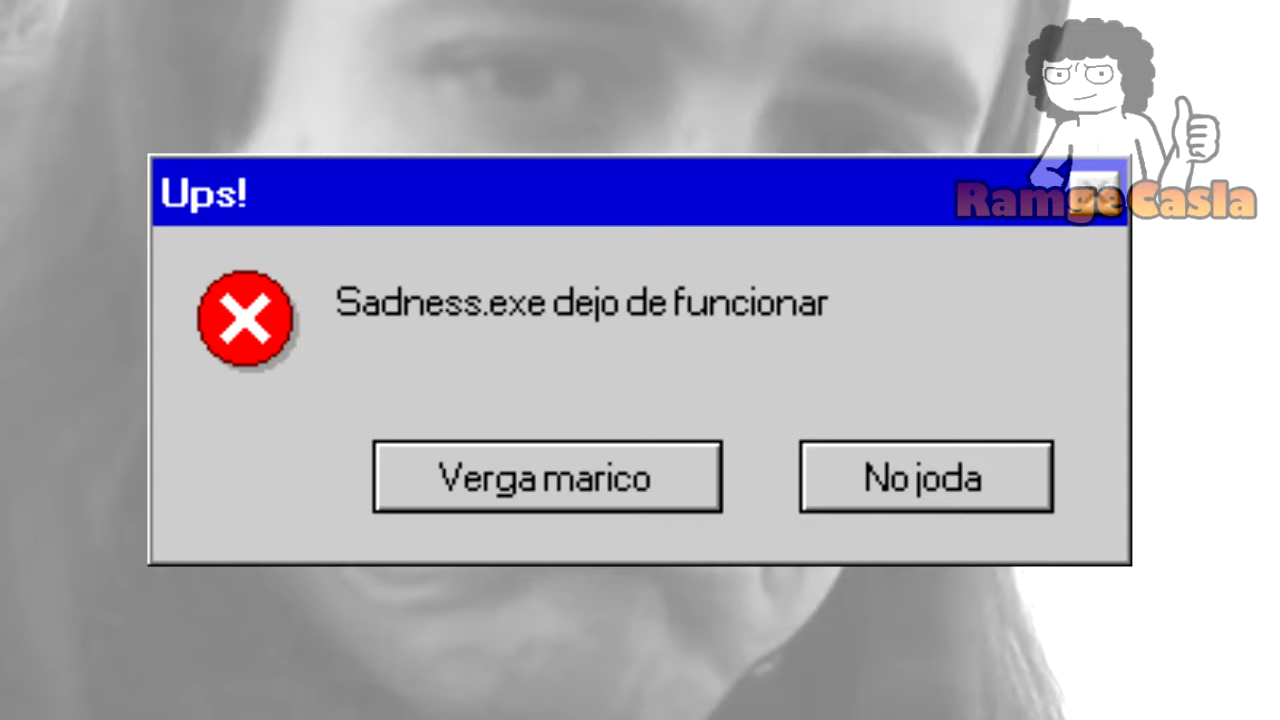 Ups!
Ramge Casla
Sadness.exe dejo de funcionar
Verga marico
No joda